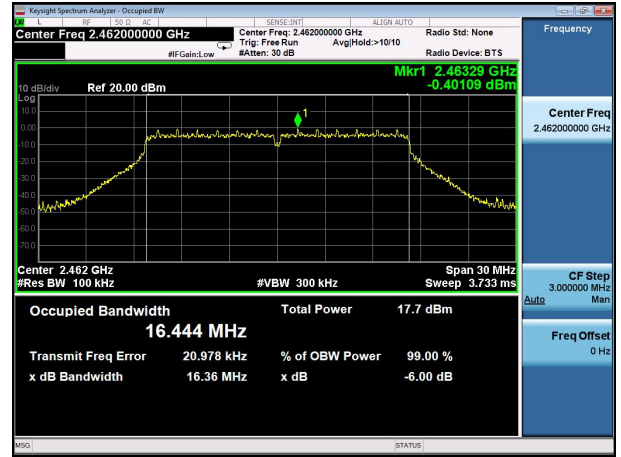 Keysight Spectrum Analyzer - Occupied BW
LXI L RF 50 Ω AC SENSE:INT ALIGN AUTO
Center Freq 2.462000000 GHz
Center Freq: 2.462000000 GHz
Radio Std: None
Trig: Free Run Avg|Hold:>10/10
#IFGain:Low #Atten: 30 dB
Radio Device: BTS
Mkr1 2.46329 GHz
-0.40109 dBm
10 dB/div Ref 20.00 dBm
Log
10.0
0.00
-10.0
-20.0
-30.0
-40.0
-50.0
-60.0
-70.0
1
Center 2.462 GHz
Span 30 MHz
#Res BW 100 kHz
#VBW 300 kHz
Sweep 3.733 ms
Occupied Bandwidth
16.444 MHz
Total Power 17.7 dBm
Transmit Freq Error 20.978 kHz
% of OBW Power 99.00 %
x dB Bandwidth 16.36 MHz
x dB -6.00 dB
MSG
STATUS
Frequency
Center Freq
2.462000000 GHz
CF Step
3.000000 MHz
Auto Man
Freq Offset
0 Hz